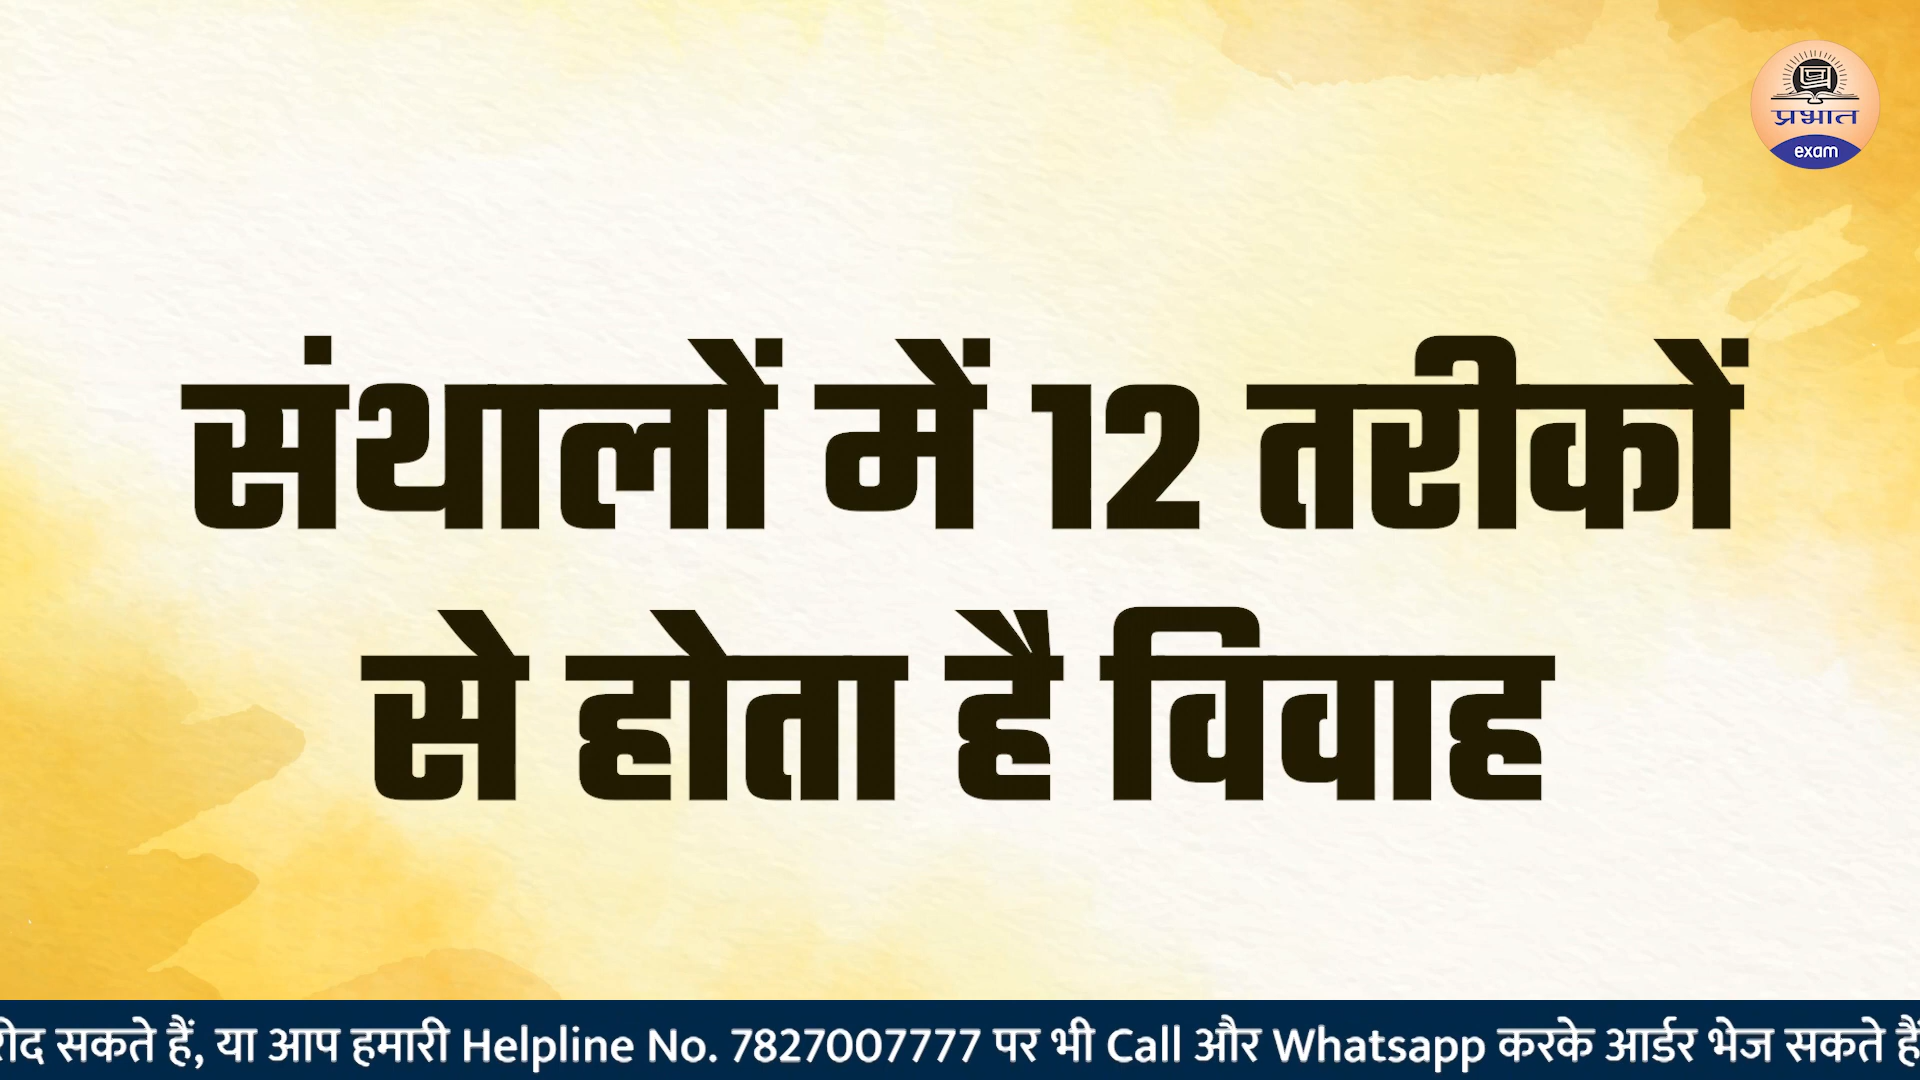 प्रभात
exam
संथालों में 12 तरीकों
से होता है विवाह
रीद सकते हैं, या आप हमारी Helpline No. 7827007777 पर भी Call और Whatsapp करके आर्डर भेज सकते हैं